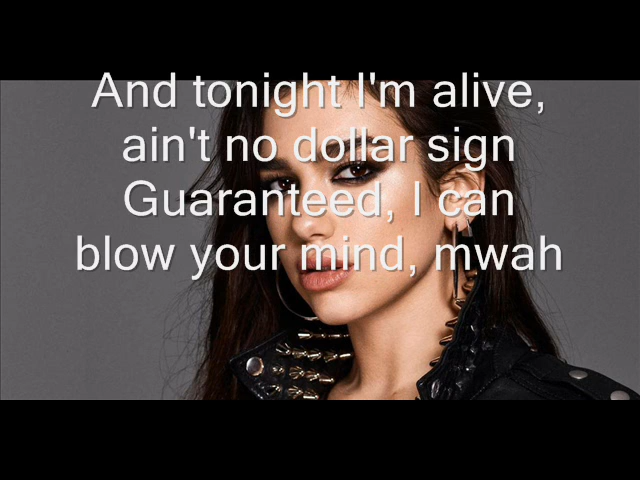 And tonight I'm alive,
ain't no dollar sign
Guaranteed, I can
blow your mind, mwah